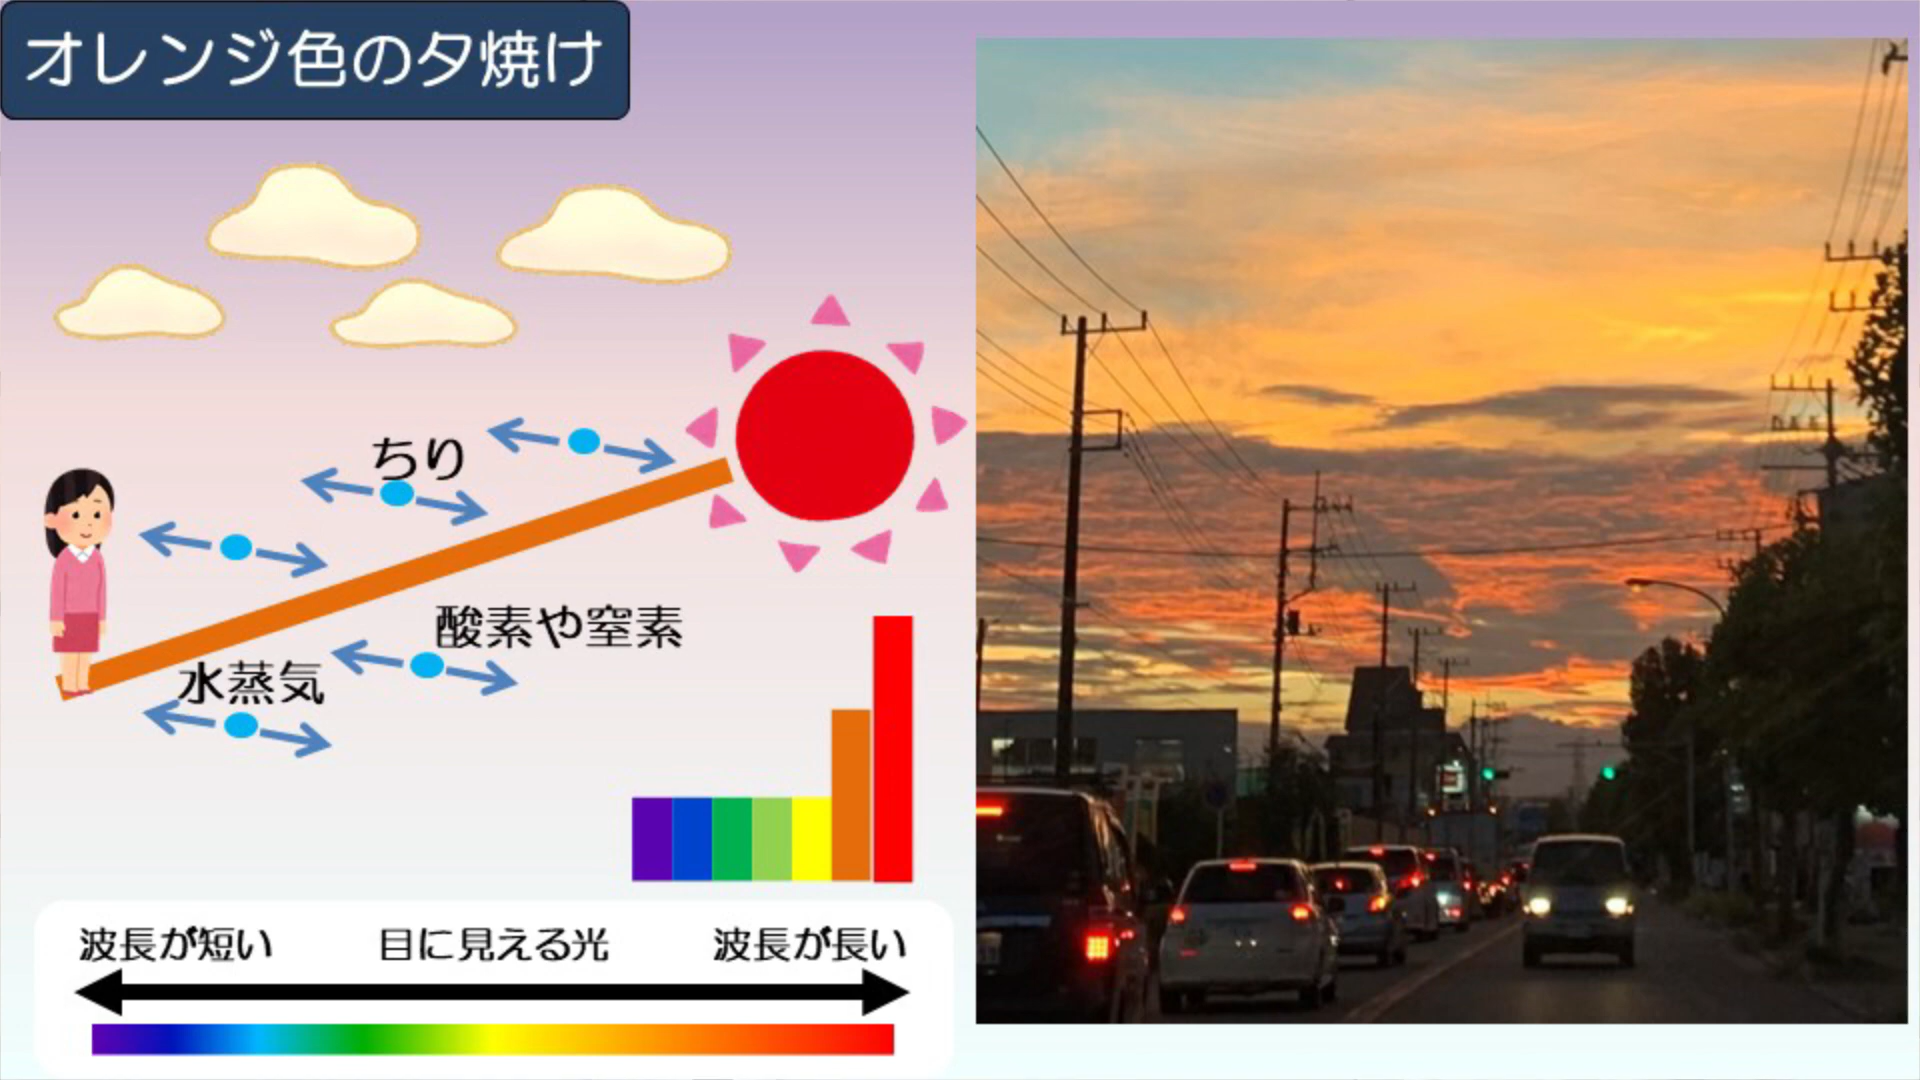 オレンジ色の夕焼け
ちり
酸素や窒素
水蒸気
波長が短い
目に見える光
波長が長い